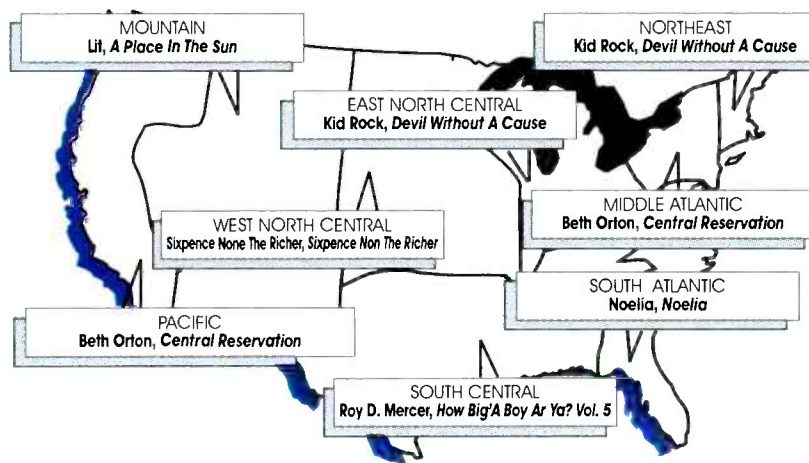 MOUNTAIN
Lit, A Place In The Sun
NORTHEAST
Kid Rock, Devil Without A Cause
EAST NORTH CENTRAL
Kid Rock, Devil Without A Cause
MIDDLE ATLANTIC
Beth Orton, Central Reservation
WEST NORTH CENTRAL
Sixpence None The Richer, Sixpence Non The Richer
SOUTH ATLANTIC
Noelia, Noelia
PACIFIC
Beth Orton, Central Reservation
SOUTH CENTRAL
Roy D. Mercer, How Big'A Boy Ar Ya? Vol. 5